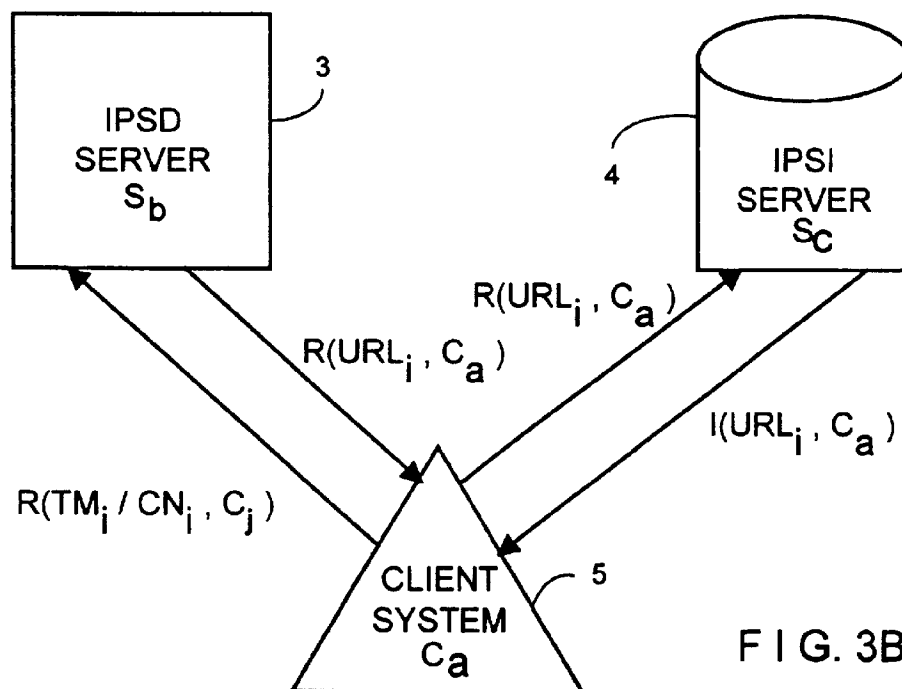 3
IPSD
SERVER
Sb
4
IPSI
SERVER
SC
R(URLi , Ca )
R(URLi , Ca )
I(URLi , Ca )
R(TMi / CNi , Cj )
5
CLIENT
SYSTEM
Ca
F I G. 3B